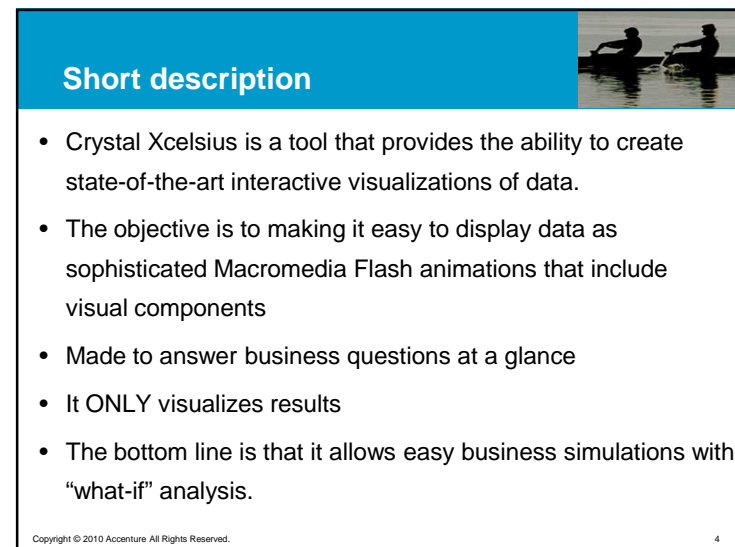 Short description
• Crystal Xcelsius is a tool that provides the ability to create
state-of-the-art interactive visualizations of data.
• The objective is to making it easy to display data as
sophisticated Macromedia Flash animations that include
visual components
• Made to answer business questions at a glance
• It ONLY visualizes results
• The bottom line is that it allows easy business simulations with
“what-if” analysis.
Copyright © 2010 Accenture All Rights Reserved.
4